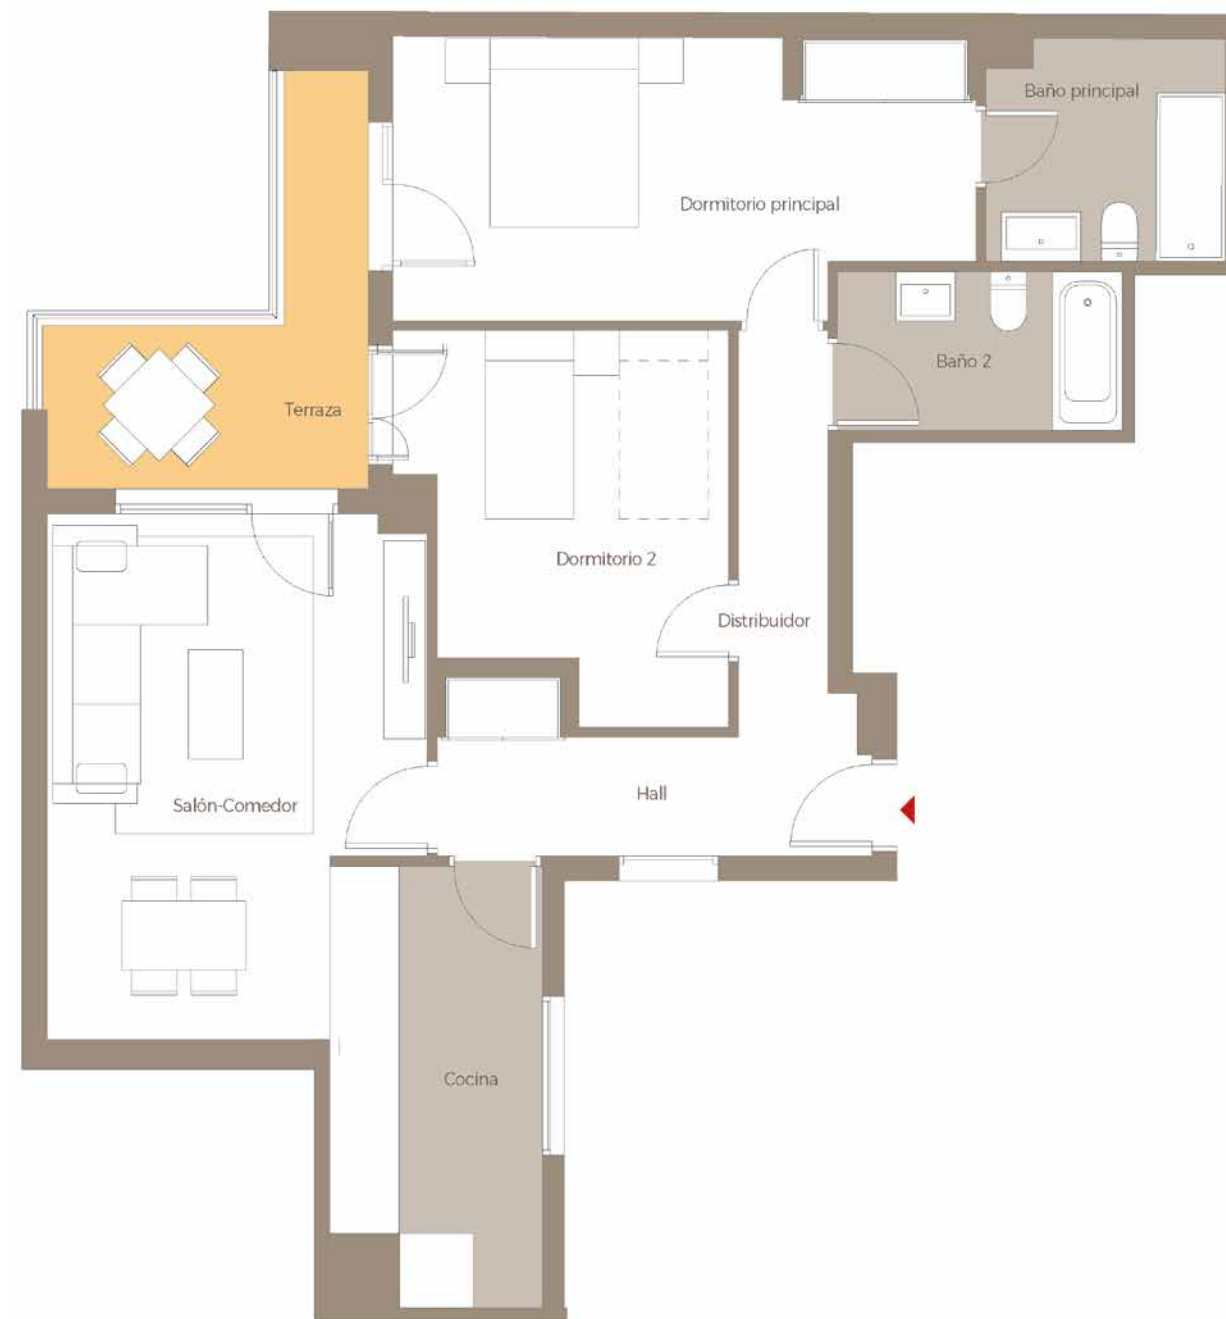 Baño principal
Dormitorio principal
Baño 2
Terraza
Dormitorio 2
Distribuidor
Hall
Salón-Comedor
Cocina